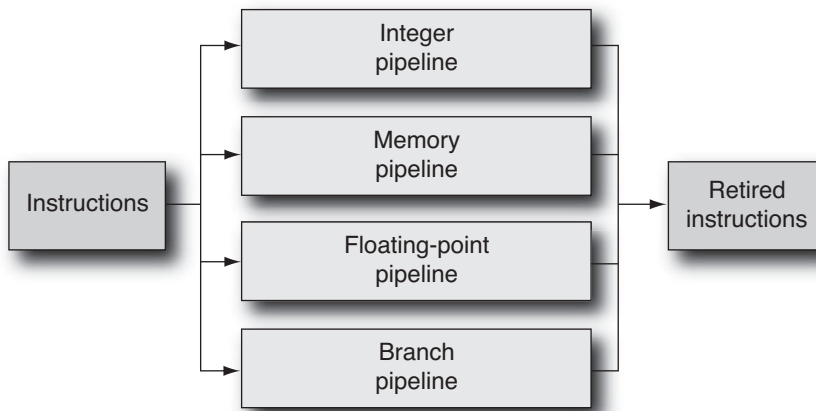 Integer
pipeline
Memory
pipeline
Instructions
Retired
instructions
Floating-point
pipeline
Branch
pipeline